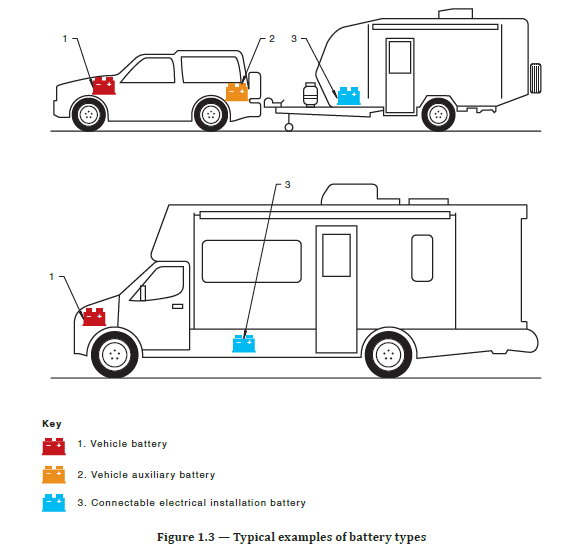 1
2
3
3
1
Key
1. Vehicle battery
2. Vehicle auxiliary battery
3. Connectable electrical installation battery
Figure 1.3 — Typical examples of battery types